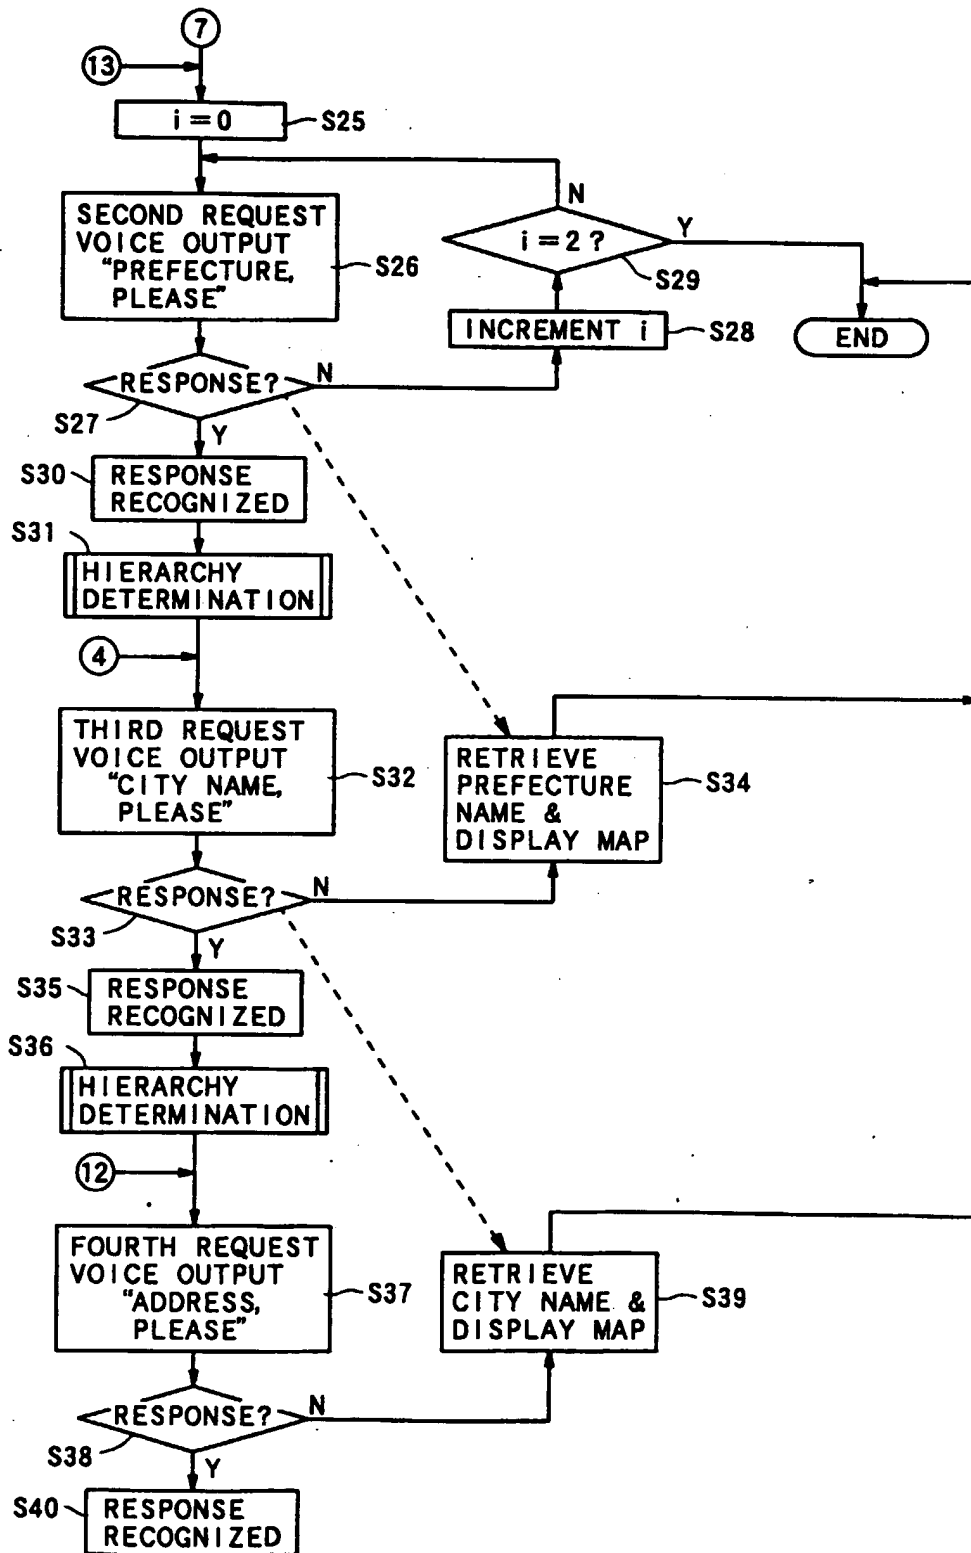 7
13
i=0
S25
SECOND REQUEST
VOICE OUTPUT
"PREFECTURE,
PLEASE"
S26
N
i=2?
Y
S29
INCREMENT i
S28
END
RESPONSE?
N
S27
Y
S30
RESPONSE
RECOGNIZED
S31
HIERARCHY
DETERMINATION
4
THIRD REQUEST
VOICE OUTPUT
"CITY NAME,
PLEASE"
S32
RETRIEVE
PREFECTURE
NAME &
DISPLAY MAP
S34
RESPONSE?
N
S33
Y
S35
RESPONSE
RECOGNIZED
S36
HIERARCHY
DETERMINATION
12
FOURTH REQUEST
VOICE OUTPUT
"ADDRESS,
PLEASE"
S37
RETRIEVE
CITY NAME &
DISPLAY MAP
S39
RESPONSE?
N
S38
Y
S40
RESPONSE
RECOGNIZED